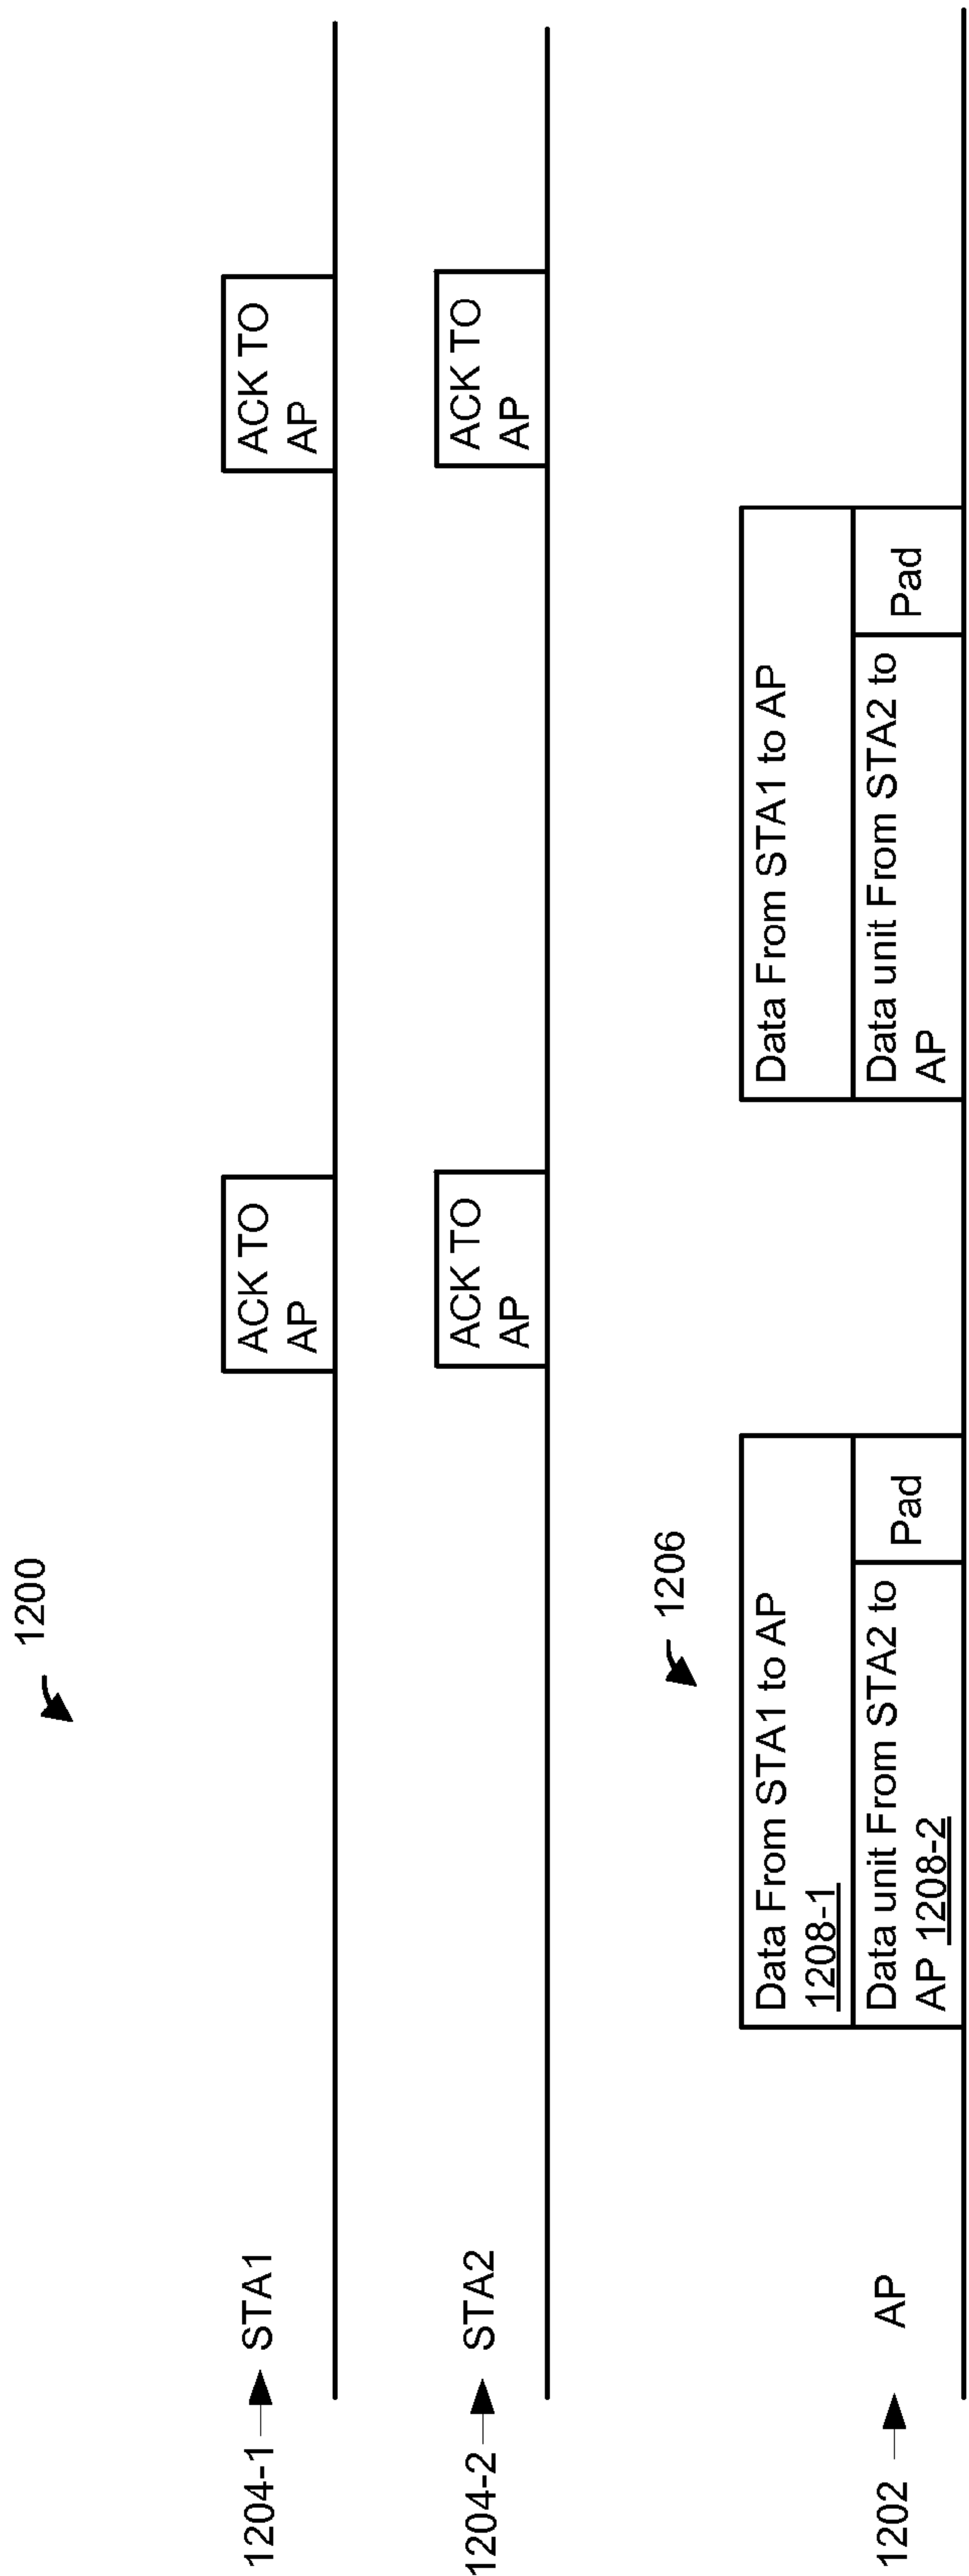 1200
1204-1
STA1
ACK TO
AP
ACK TO
AP
1204-2
STA2
ACK TO
AP
ACK TO
AP
1206
1202
AP
Data From STA1 to AP
1208-1
Data unit From STA2 to
AP 1208-2
Pad
Data From STA1 to AP
Data unit From STA2 to
AP
Pad